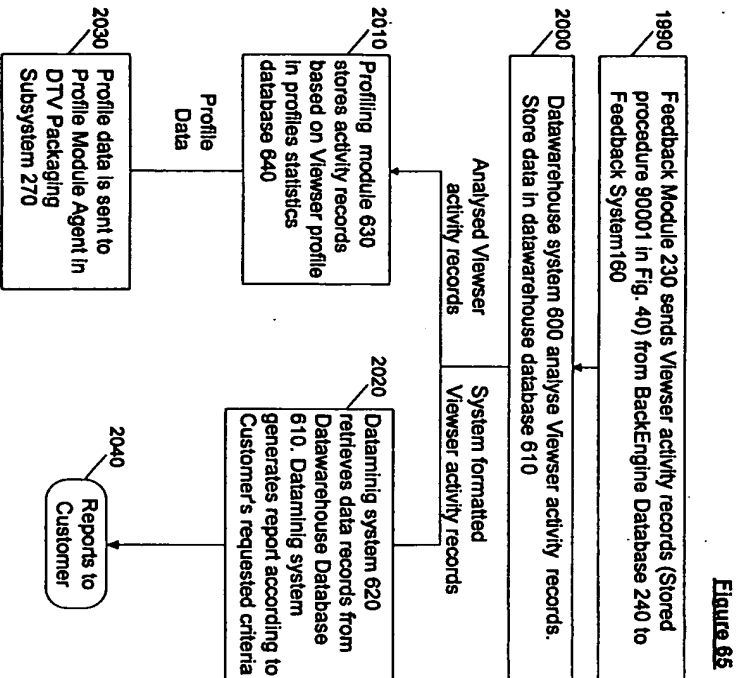 Figure 65
1990
Feedback Module 230 sends Viewser activity records (Stored
procedure 90001 in Fig. 40) from BackEngine Database 240 to
Feedback System160
2000
Datawarehouse system 600 analyse Viewser activity records.
Store data in datawarehouse database 610
Analysed Viewser
activity records
System formatted
Viewser activity records
2010
Profiling module 630
stores activity records
based on Viewser profile
in profiles statistics
database 640
2020
Dataminig system 620
retrieves data records from
Datawarehouse Database
610. Dataminig system
generates report according to
Customer's requested criteria
Profile
Data
2030
Profile data is sent to
Profile Module Agent in
DTV Packaging
Subsystem 270
2040
Reports to
Customer